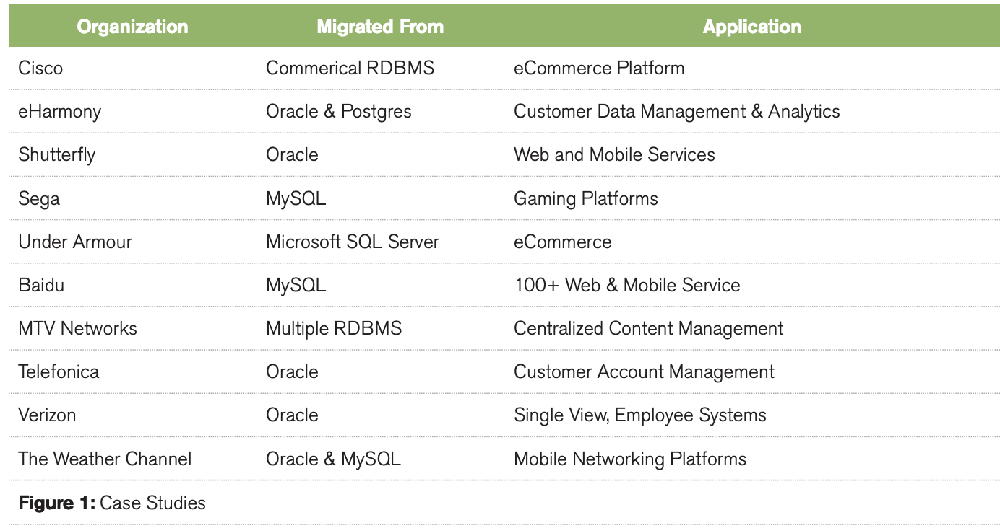 Organization Migrated From Application
Cisco Commerical RDBMS eCommerce Platform
eHarmony Oracle & Postgres Customer Data Management & Analytics
Shutterfly Oracle Web and Mobile Services
Sega MySQL Gaming Platforms
Under Armour Microsoft SQL Server eCommerce
Baidu MySQL 100+ Web & Mobile Service
MTV Networks Multiple RDBMS Centralized Content Management
Telefonica Oracle Customer Account Management
Verizon Oracle Single View, Employee Systems
The Weather Channel Oracle & MySQL Mobile Networking Platforms
Figure 1: Case Studies